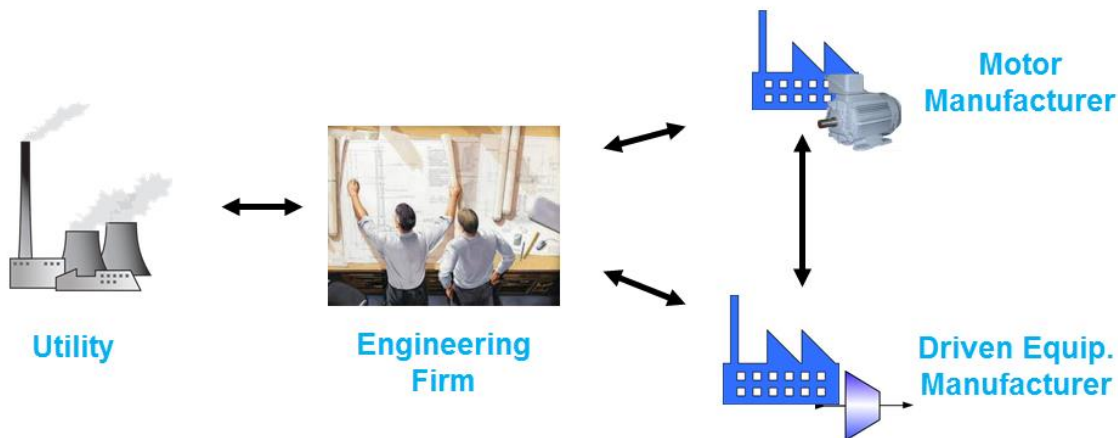 Motor
Manufacturer
Utility
Engineering
Firm
Driven Equip.
Manufacturer